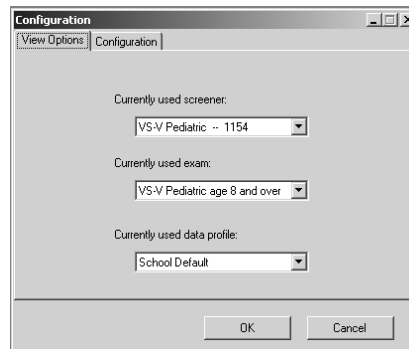 Configuration
View Options Configuration
Currently used screener:
VS-V Pediatric -- 1154
Currently used exam:
VS-V Pediatric age 8 and over
Currently used data profile:
School Default
OK Cancel